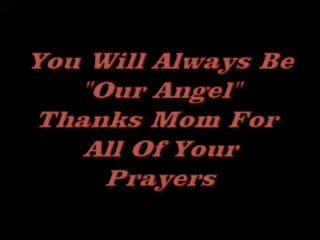 You Will Always Be
"Our Angel"
Thanks Mom For
All Of Your
Prayers